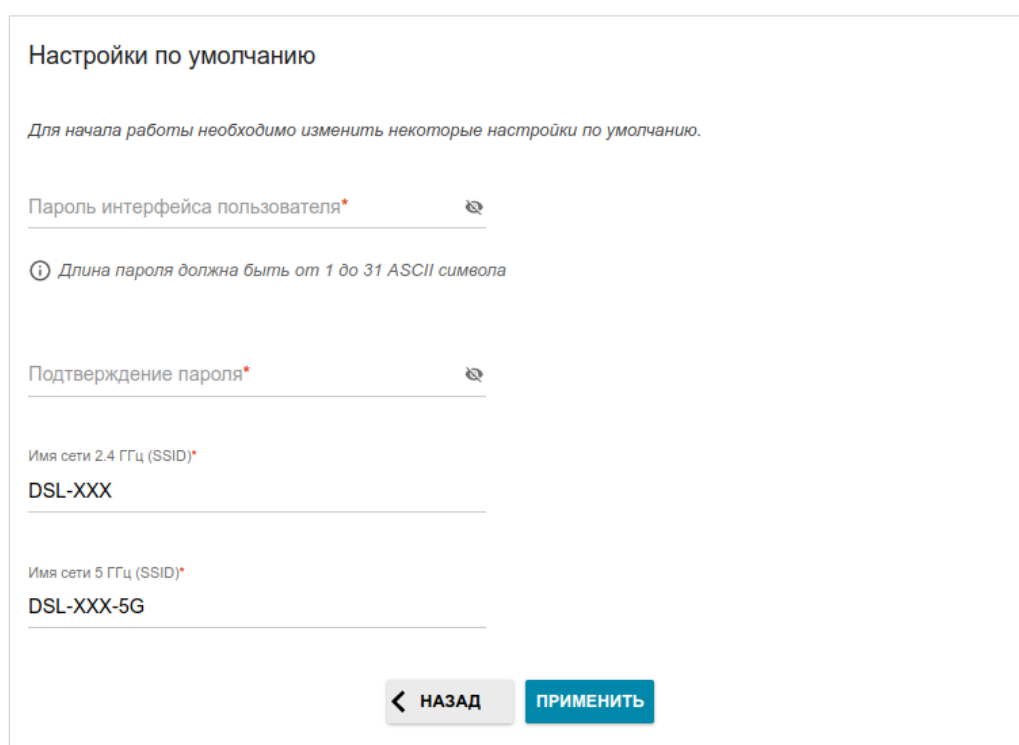 Настройки по умолчанию
Для начала работы необходимо изменить некоторые настройки по умолчанию.
Пароль интерфейса пользователя*
Длина пароля должна быть от 1 до 31 ASCII символа
Подтверждение пароля*
Имя сети 2.4 ГГц (SSID)*
DSL-XXX
Имя сети 5 ГГц (SSID)*
DSL-XXX-5G
НАЗАД
ПРИМЕНИТЬ